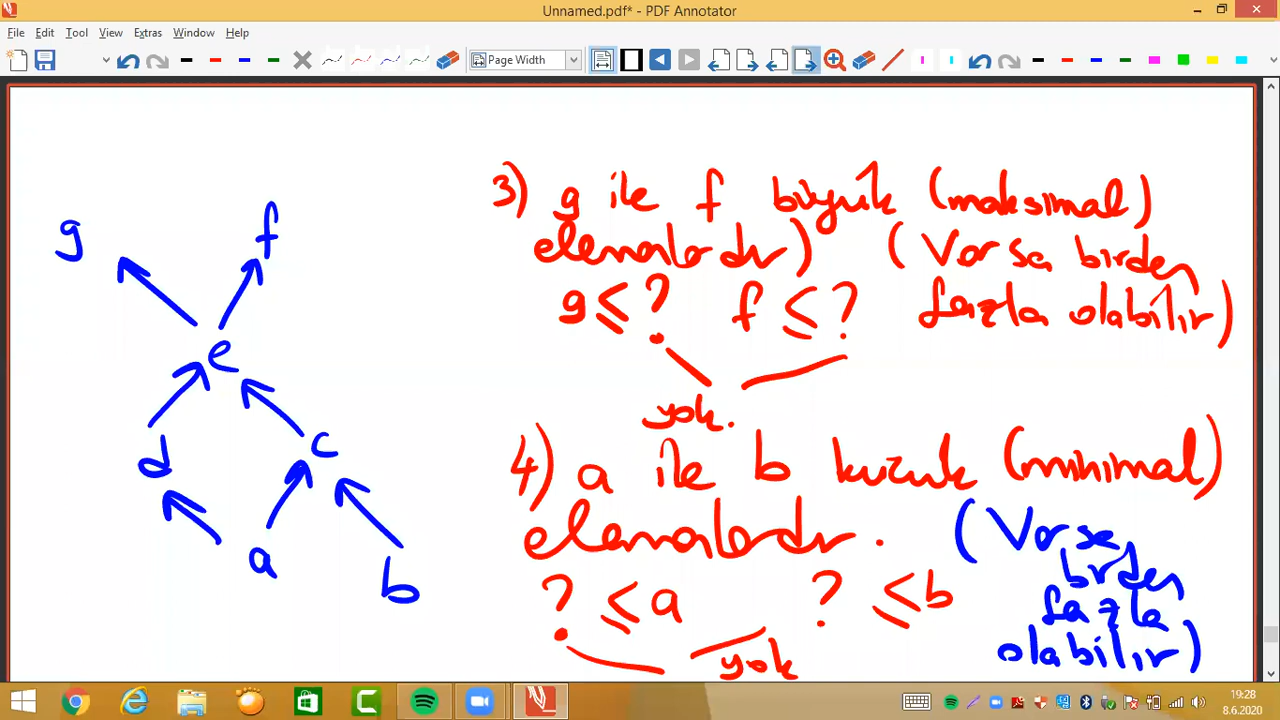 Unnamed.pdf* - PDF Annotator
File Edit Tool View Extras Window Help
Page Width
g f
e
d c
a b
3) g ile f büyük (maksimal)
elemanlardır) (Varsa birden
fazla olabilir)
g ≤ ? f ≤ ?
yok.
4) a ile b küçük (minimal)
elemanlardır.
(Varsa
birden
fazla
olabilir)
? ≤ a ? ≤ b
yok
19:28
8.6.2020